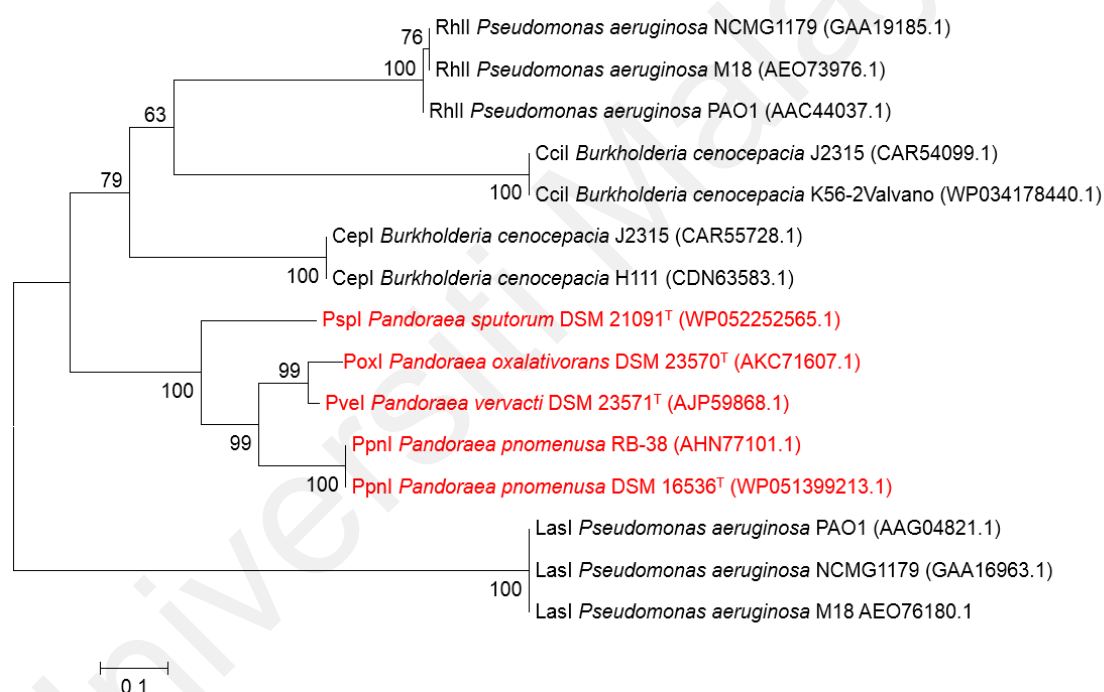 76
RhlI Pseudomonas aeruginosa NCMG1179 (GAA19185.1)
100
RhlI Pseudomonas aeruginosa M18 (AEO73976.1)
RhlI Pseudomonas aeruginosa PAO1 (AAC44037.1)
63
CciI Burkholderia cenocepacia J2315 (CAR54099.1)
79
100
CciI Burkholderia cenocepacia K56-2Valvano (WP034178440.1)
CepI Burkholderia cenocepacia J2315 (CAR55728.1)
100
CepI Burkholderia cenocepacia H111 (CDN63583.1)
PspI Pandoraea sputorum DSM 21091ᵀ (WP052252565.1)
99
PoxI Pandoraea oxalativorans DSM 23570ᵀ (AKC71607.1)
100
PveI Pandoraea vervacti DSM 23571ᵀ (AJP59868.1)
99
PpnI Pandoraea pnomenusa RB-38 (AHN77101.1)
100
PpnI Pandoraea pnomenusa DSM 16536ᵀ (WP051399213.1)
LasI Pseudomonas aeruginosa PAO1 (AAG04821.1)
LasI Pseudomonas aeruginosa NCMG1179 (GAA16963.1)
100
LasI Pseudomonas aeruginosa M18 AEO76180.1
0.1